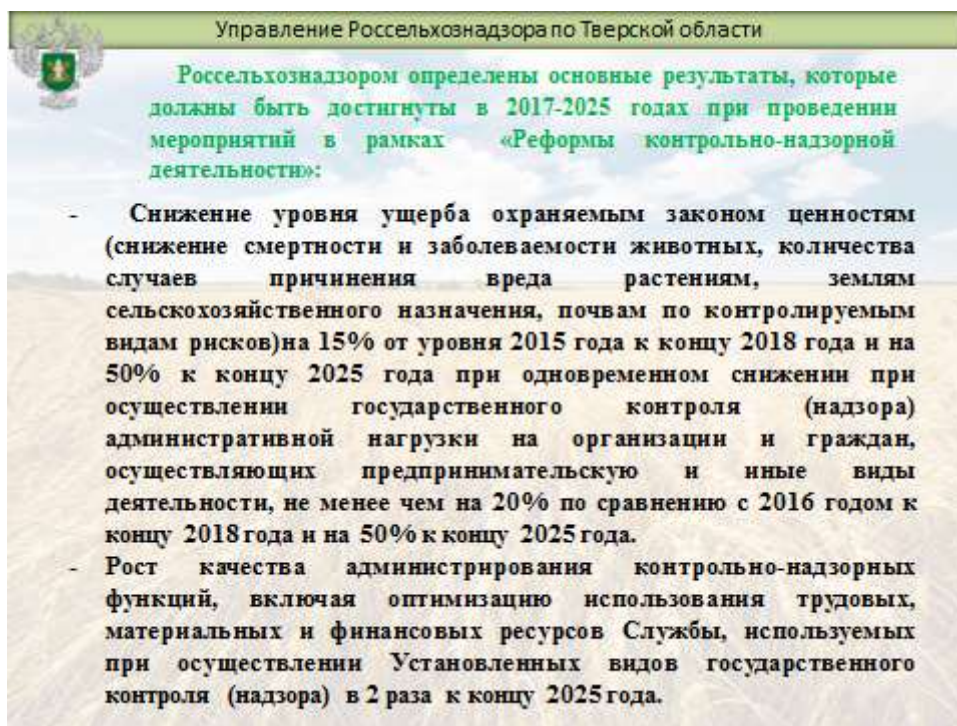 Управление Россельхознадзора по Тверской области
Россельхознадзором определены основные результаты, которые
должны быть достигнуты в 2017-2025 годах при проведении
мероприятий в рамках «Реформы контрольно-надзорной
деятельности»:
- Снижение уровня ущерба охраняемым законом ценностям
(снижение смертности и заболеваемости животных, количества
случаев причинения вреда растениям, землям
сельскохозяйственного назначения, почвам по контролируемым
видам рисков)на 15% от уровня 2015 года к концу 2018 года и на
50% к концу 2025 года при одновременном снижении при
осуществлении государственного контроля (надзора)
административной нагрузки на организации и граждан,
осуществляющих предпринимательскую и иные виды
деятельности, не менее чем на 20% по сравнению с 2016 годом к
концу 2018 года и на 50% к концу 2025 года.
- Рост качества администрирования контрольно-надзорных
функций, включая оптимизацию использования трудовых,
материальных и финансовых ресурсов Службы, используемых
при осуществлении Установленных видов государственного
контроля (надзора) в 2 раза к концу 2025 года.